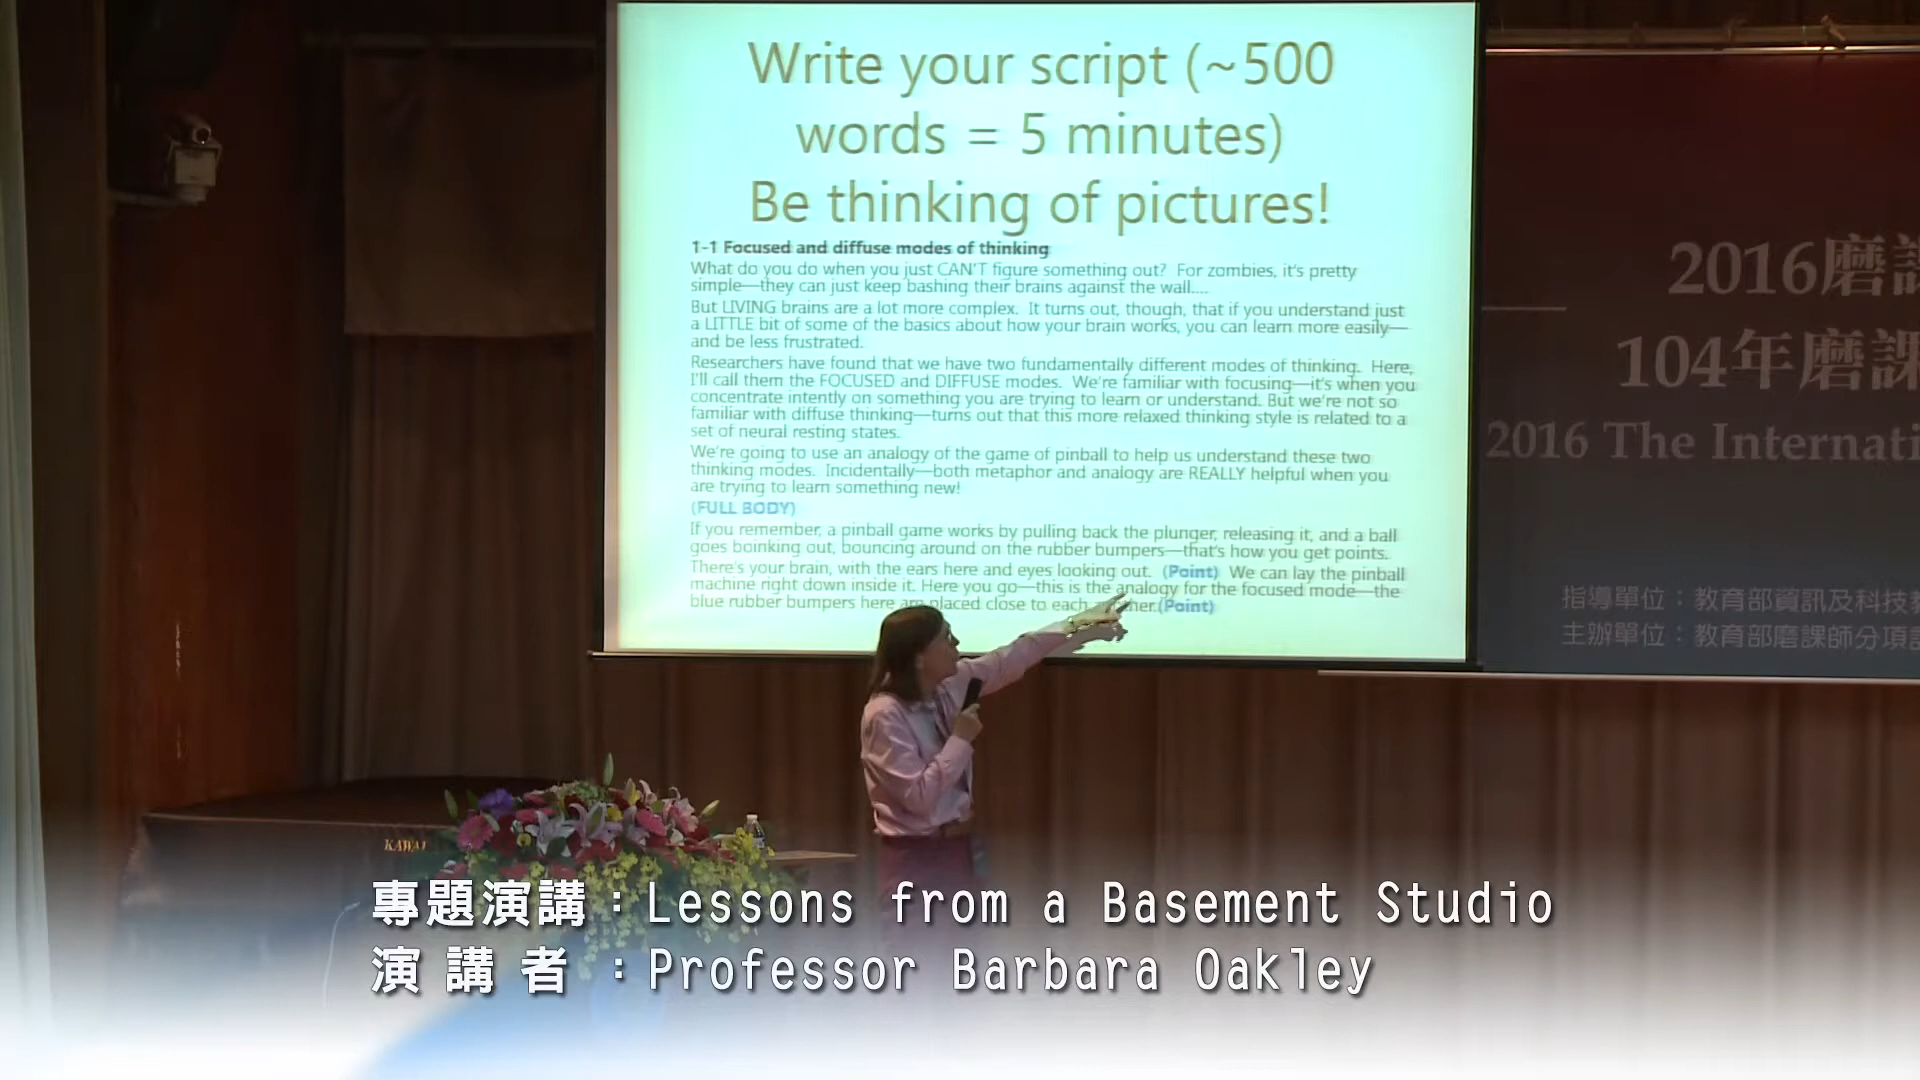 Write your script (~500
words = 5 minutes)
Be thinking of pictures!
1-1 Focused and diffuse modes of thinking
What do you do when you just CAN'T figure something out? For zombies, it's pretty
simple—they can just keep bashing their brains against the wall....
But LIVING brains are a lot more complex. It turns out, though, that if you understand just
a LITTLE bit of some of the basics about how your brain works, you can learn more easily—
and be less frustrated.
Researchers have found that we have two fundamentally different modes of thinking. Here,
I'll call them the FOCUSED and DIFFUSE modes. We're familiar with focusing—it's when you
concentrate intently on something you are trying to learn or understand. But we're not so
familiar with diffuse thinking—turns out that this more relaxed thinking style is related to a
set of neural resting states.
We're going to use an analogy of the game of pinball to help us understand these two
thinking modes. Incidentally—both metaphor and analogy are REALLY helpful when you
are trying to learn something new!
(FULL BODY)
If you remember, a pinball game works by pulling back the plunger, releasing it, and a ball
goes boinking out, bouncing around on the rubber bumpers—that's how you get points.
There's your brain, with the ears here and eyes looking out. (Point) We can lay the pinball
machine right down inside it. Here you go—this is the analogy for the focused mode—the
blue rubber bumpers here are placed close to each (Point)
2016磨課
104年磨課
2016 The Internati
指導單位：教育部資訊及科技教
主辦單位：教育部磨課師分項計
KAWAI
專題演講：Lessons from a Basement Studio
演講者：Professor Barbara Oakley